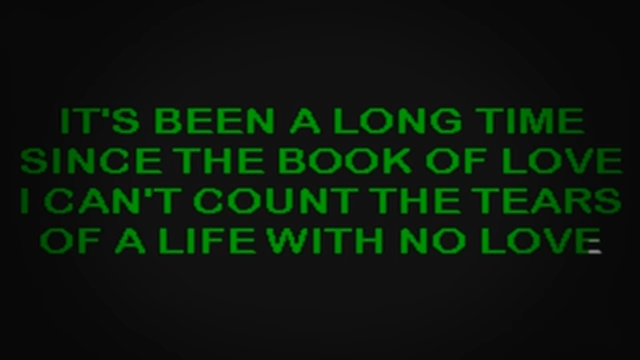 IT'S BEEN A LONG TIME
SINCE THE BOOK OF LOVE
I CAN'T COUNT THE TEARS
OF A LIFE WITH NO LOVE